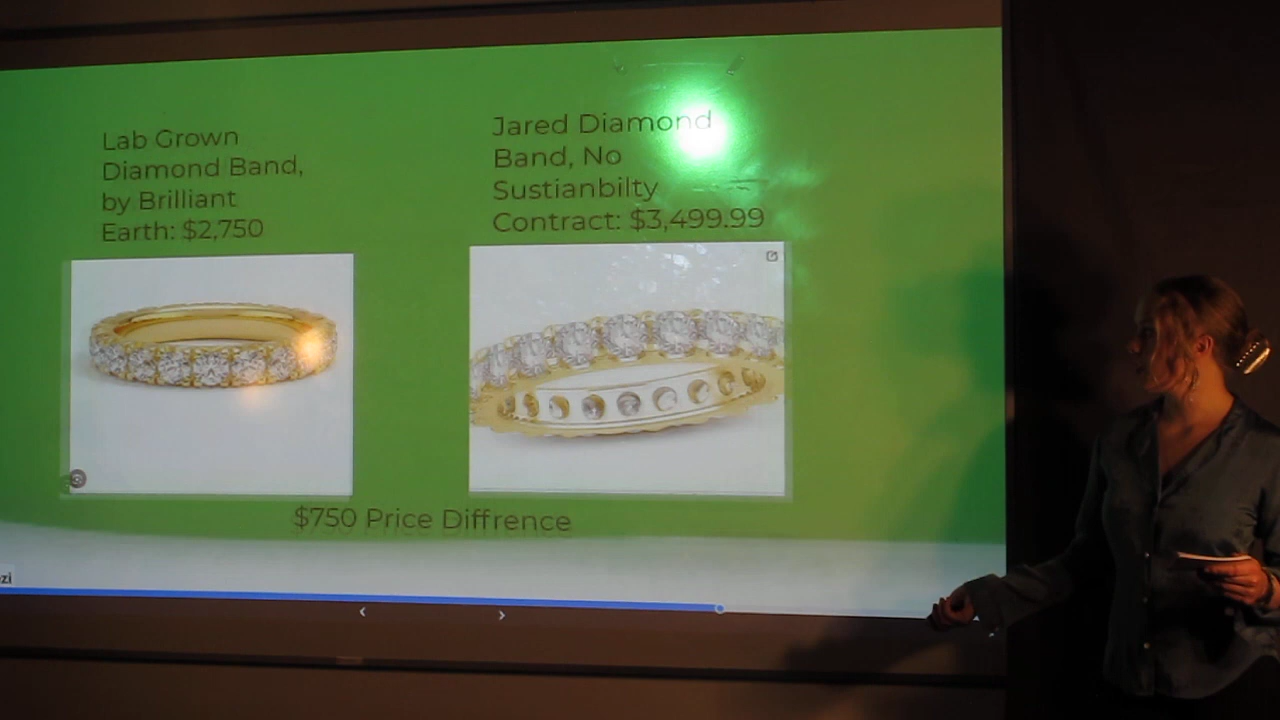 Lab Grown
Diamond Band,
by Brilliant
Earth: $2,750
Jared Diamond
Band, No
Sustianbilty
Contract: $3,499.99
$750 Price Diffrence
zi